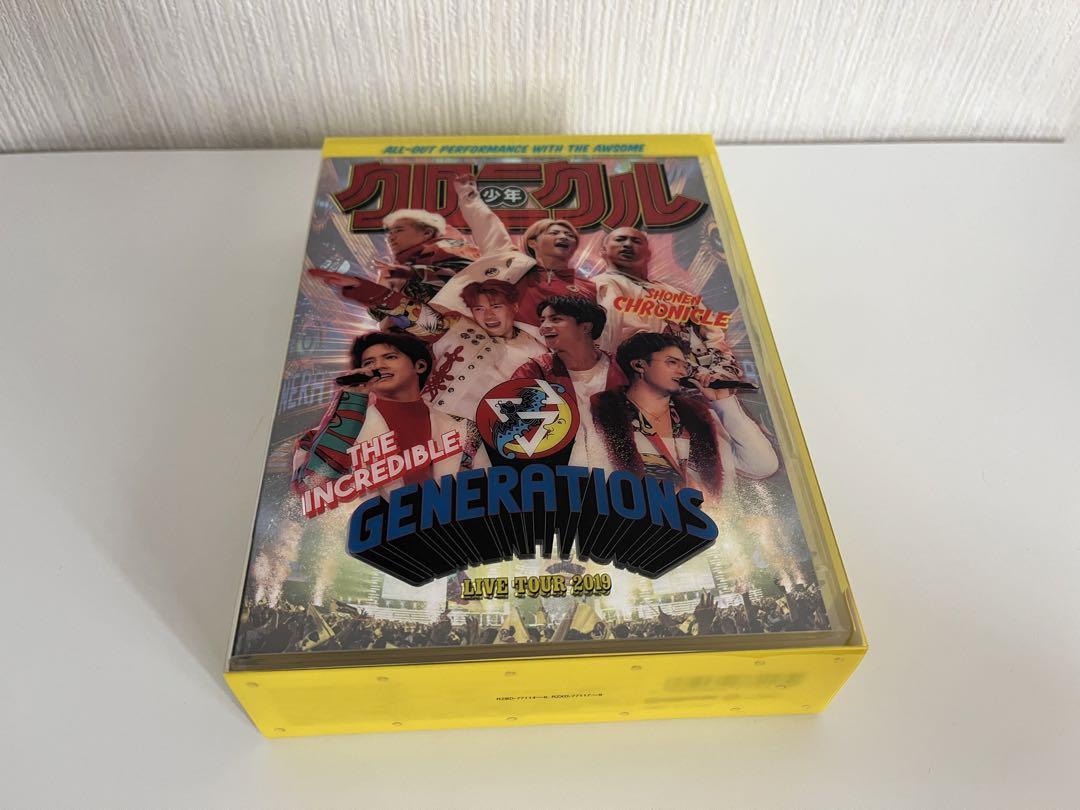 ALL-OUT PERFORMANCE WITH THE AWSOME
少年
クロニクル
SHONEN
CHRONICLE
THE
INCREDIBLE
GENERATIONS
LIVE TOUR 2019